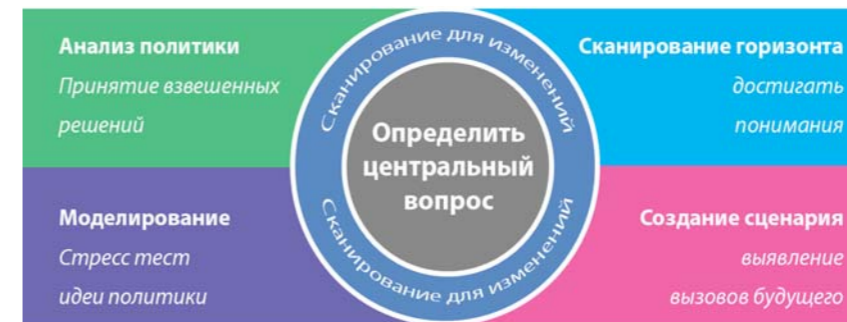 Анализ политики
Принятие взвешенных
решений
Сканирование горизонта
достигать
понимания
Сканирование для изменений
Определить
центральный
вопрос
Сканирование для изменений
Моделирование
Стресс тест
идеи политики
Создание сценария
выявление
вызовов будущего